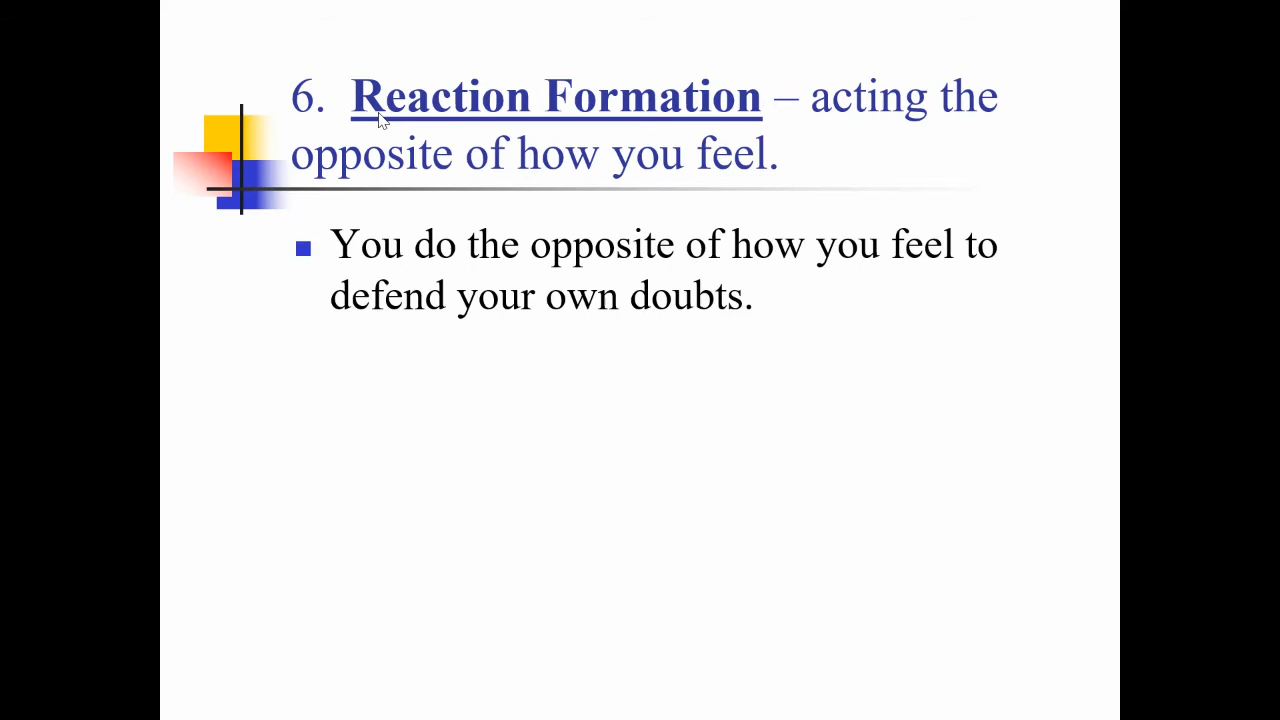 6. Reaction Formation – acting the
opposite of how you feel.
You do the opposite of how you feel to
defend your own doubts.